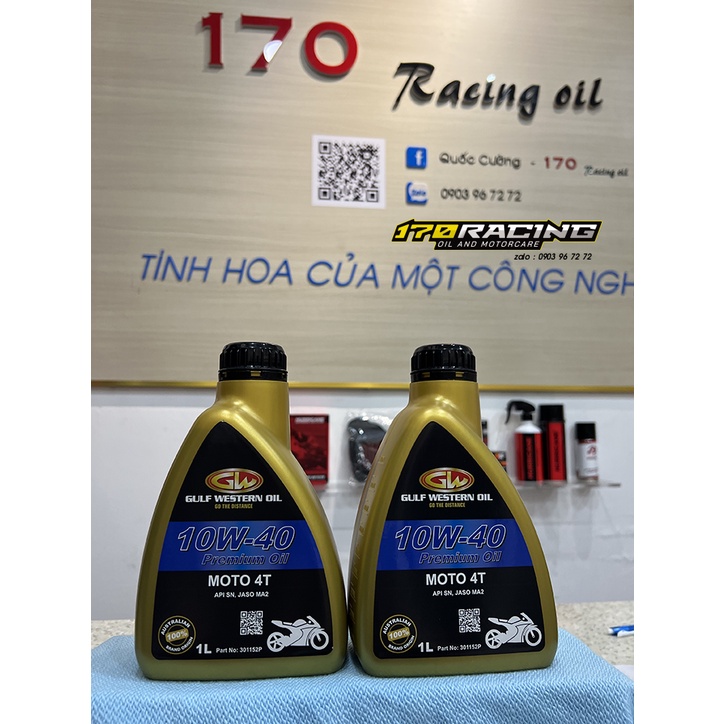 170
Racing oil
Quốc Cường - 170 Racing oil
Zalo
0903 96 72 72
170RACING
OIL AND MOTORCARE
zalo : 0903 96 72 72
TINH HOA CỦA MỘT CÔNG NGH
GW
GULF WESTERN OIL
GO THE DISTANCE
10W-40
Premium Oil
MOTO 4T
API SN, JASO MA2
AUSTRALIAN
100%
BRAND OWNED
1L
Part No: 301152P
GW
GULF WESTERN OIL
GO THE DISTANCE
10W-40
Premium Oil
MOTO 4T
API SN, JASO MA2
AUSTRALIAN
100%
BRAND OWNED
1L
Part No: 301152P